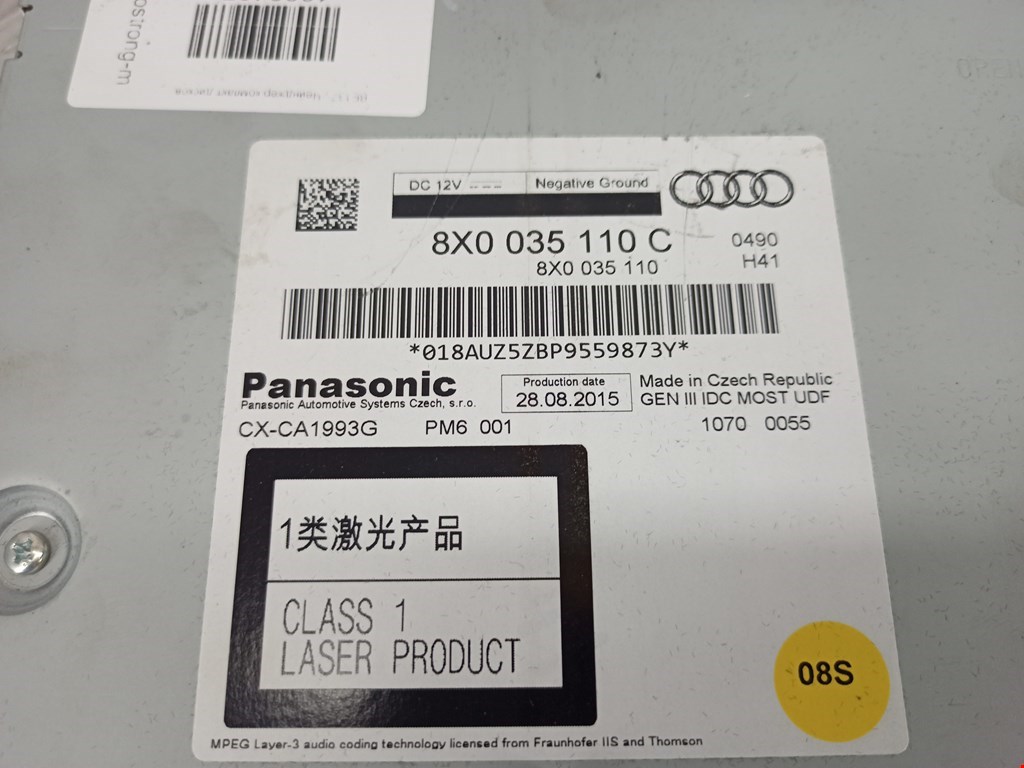 ostrong-m
DC 12V Negative Ground
8X0 035 110 C
0490
8X0 035 110
H41
*018AUZ5ZBP9559873Y*
Panasonic
Panasonic Automotive Systems Czech, s.r.o.
Production date
28.08.2015
Made in Czech Republic
GEN III IDC MOST UDF
CX-CA1993G PM6 001
1070 0055
1类激光产品
CLASS 1
LASER PRODUCT
08S
MPEG Layer-3 audio coding technology licensed from Fraunhofer IIS and Thomson